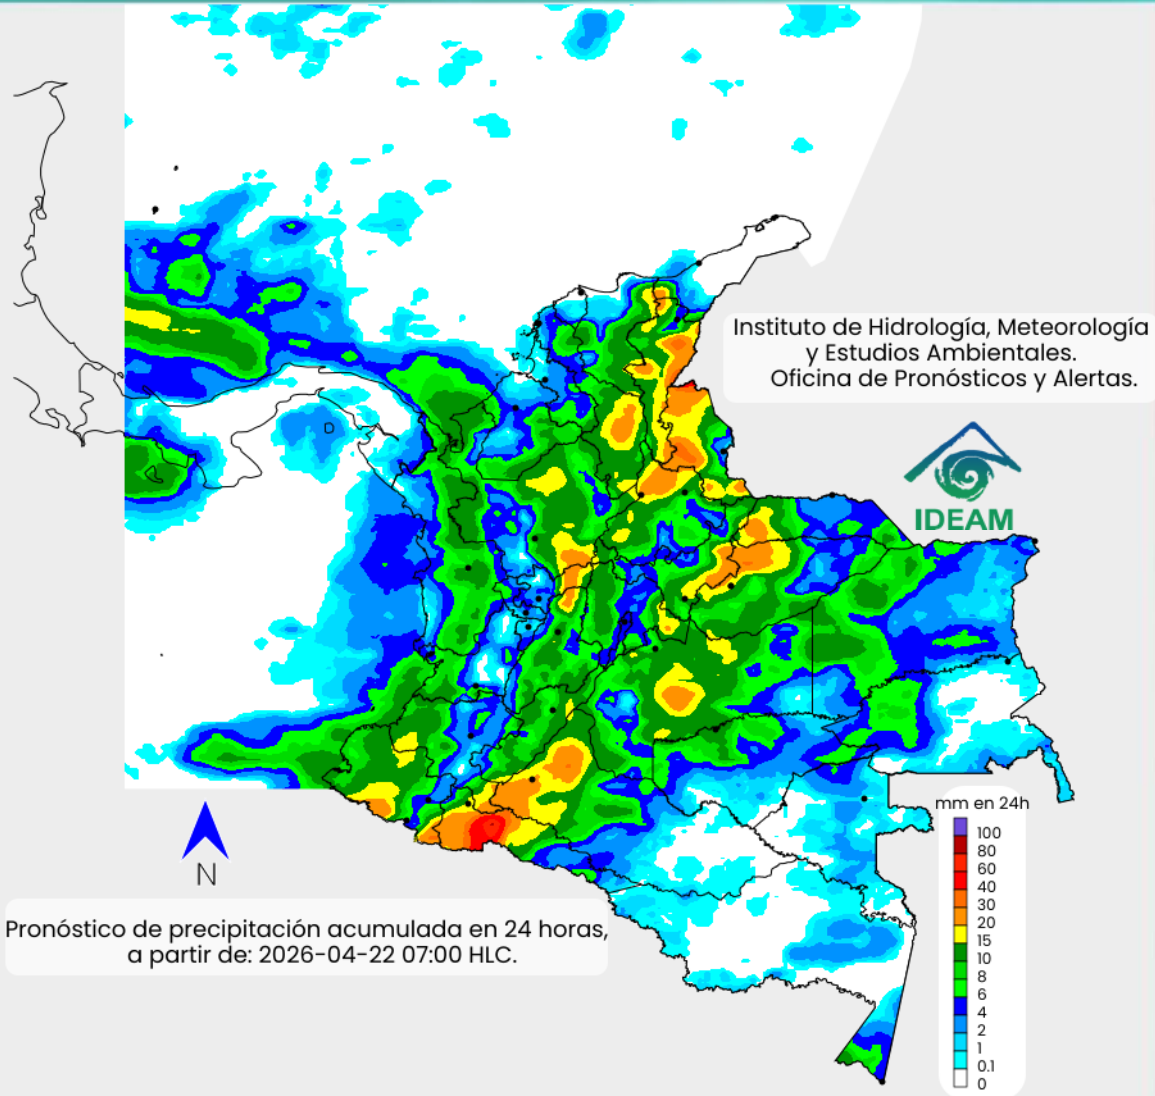 Instituto de Hidrología, Meteorología
y Estudios Ambientales.
Oficina de Pronósticos y Alertas.
IDEAM
mm en 24h
100
80
60
40
30
20
15
10
8
6
4
2
1
0.1
0
N
Pronóstico de precipitación acumulada en 24 horas,
a partir de: 2026-04-22 07:00 HLC.